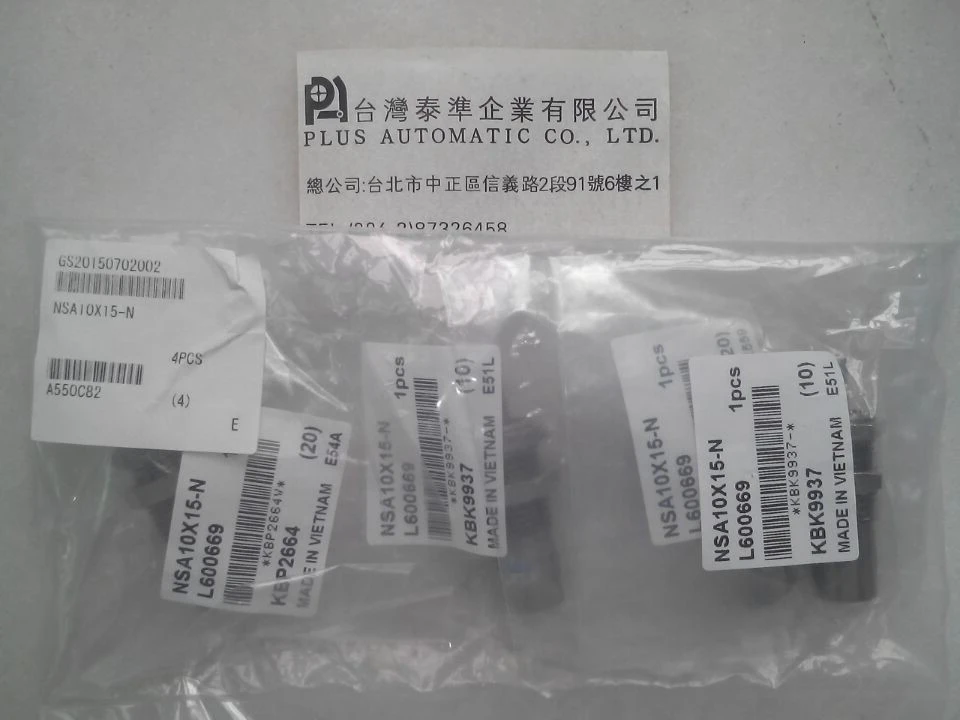 台灣泰準企業有限公司
PLUS AUTOMATIC CO., LTD.
總公司:台北市中正區信義路2段91號6樓之1
2)87326458
GS20150702002
NSA10X15-N
4PCS
A550C82
(4)
E
NSA10X15-N
L600669
(20)
*KBP2664V*
KBP2664
E54A
MADE IN VIETNAM
NSA10X15-N
1pcs
L600669
(10)
*KBK9937-*
KBK9937
E51L
MADE IN VIETNAM
NSA10X15-N
1pcs
L600669
20)
NSA10X15-N
1pcs
L600669
(10)
*KBK9937-*
KBK9937
E51L
MADE IN VIETNAM